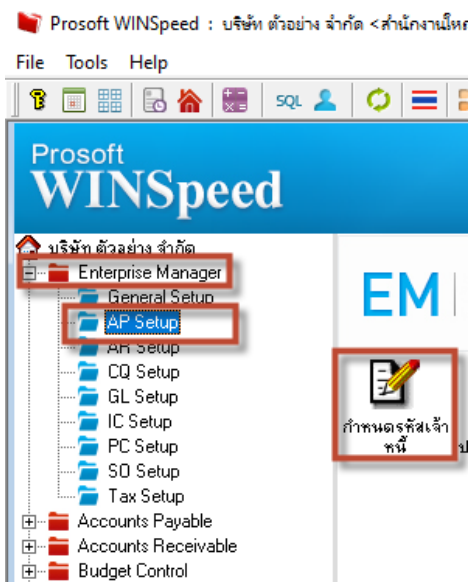 Prosoft WINSpeed : บริษัท ตัวอย่าง จำกัด <สำนักงานใหญ
File Tools Help
SQL
Prosoft
WINSpeed
บริษัท ตัวอย่าง จำกัด
Enterprise Manager
General Setup
AP Setup
AR Setup
CQ Setup
GL Setup
IC Setup
PC Setup
SO Setup
Tax Setup
Accounts Payable
Accounts Receivable
Budget Control
EM
กำหนดรหัสเจ้า
หนี้